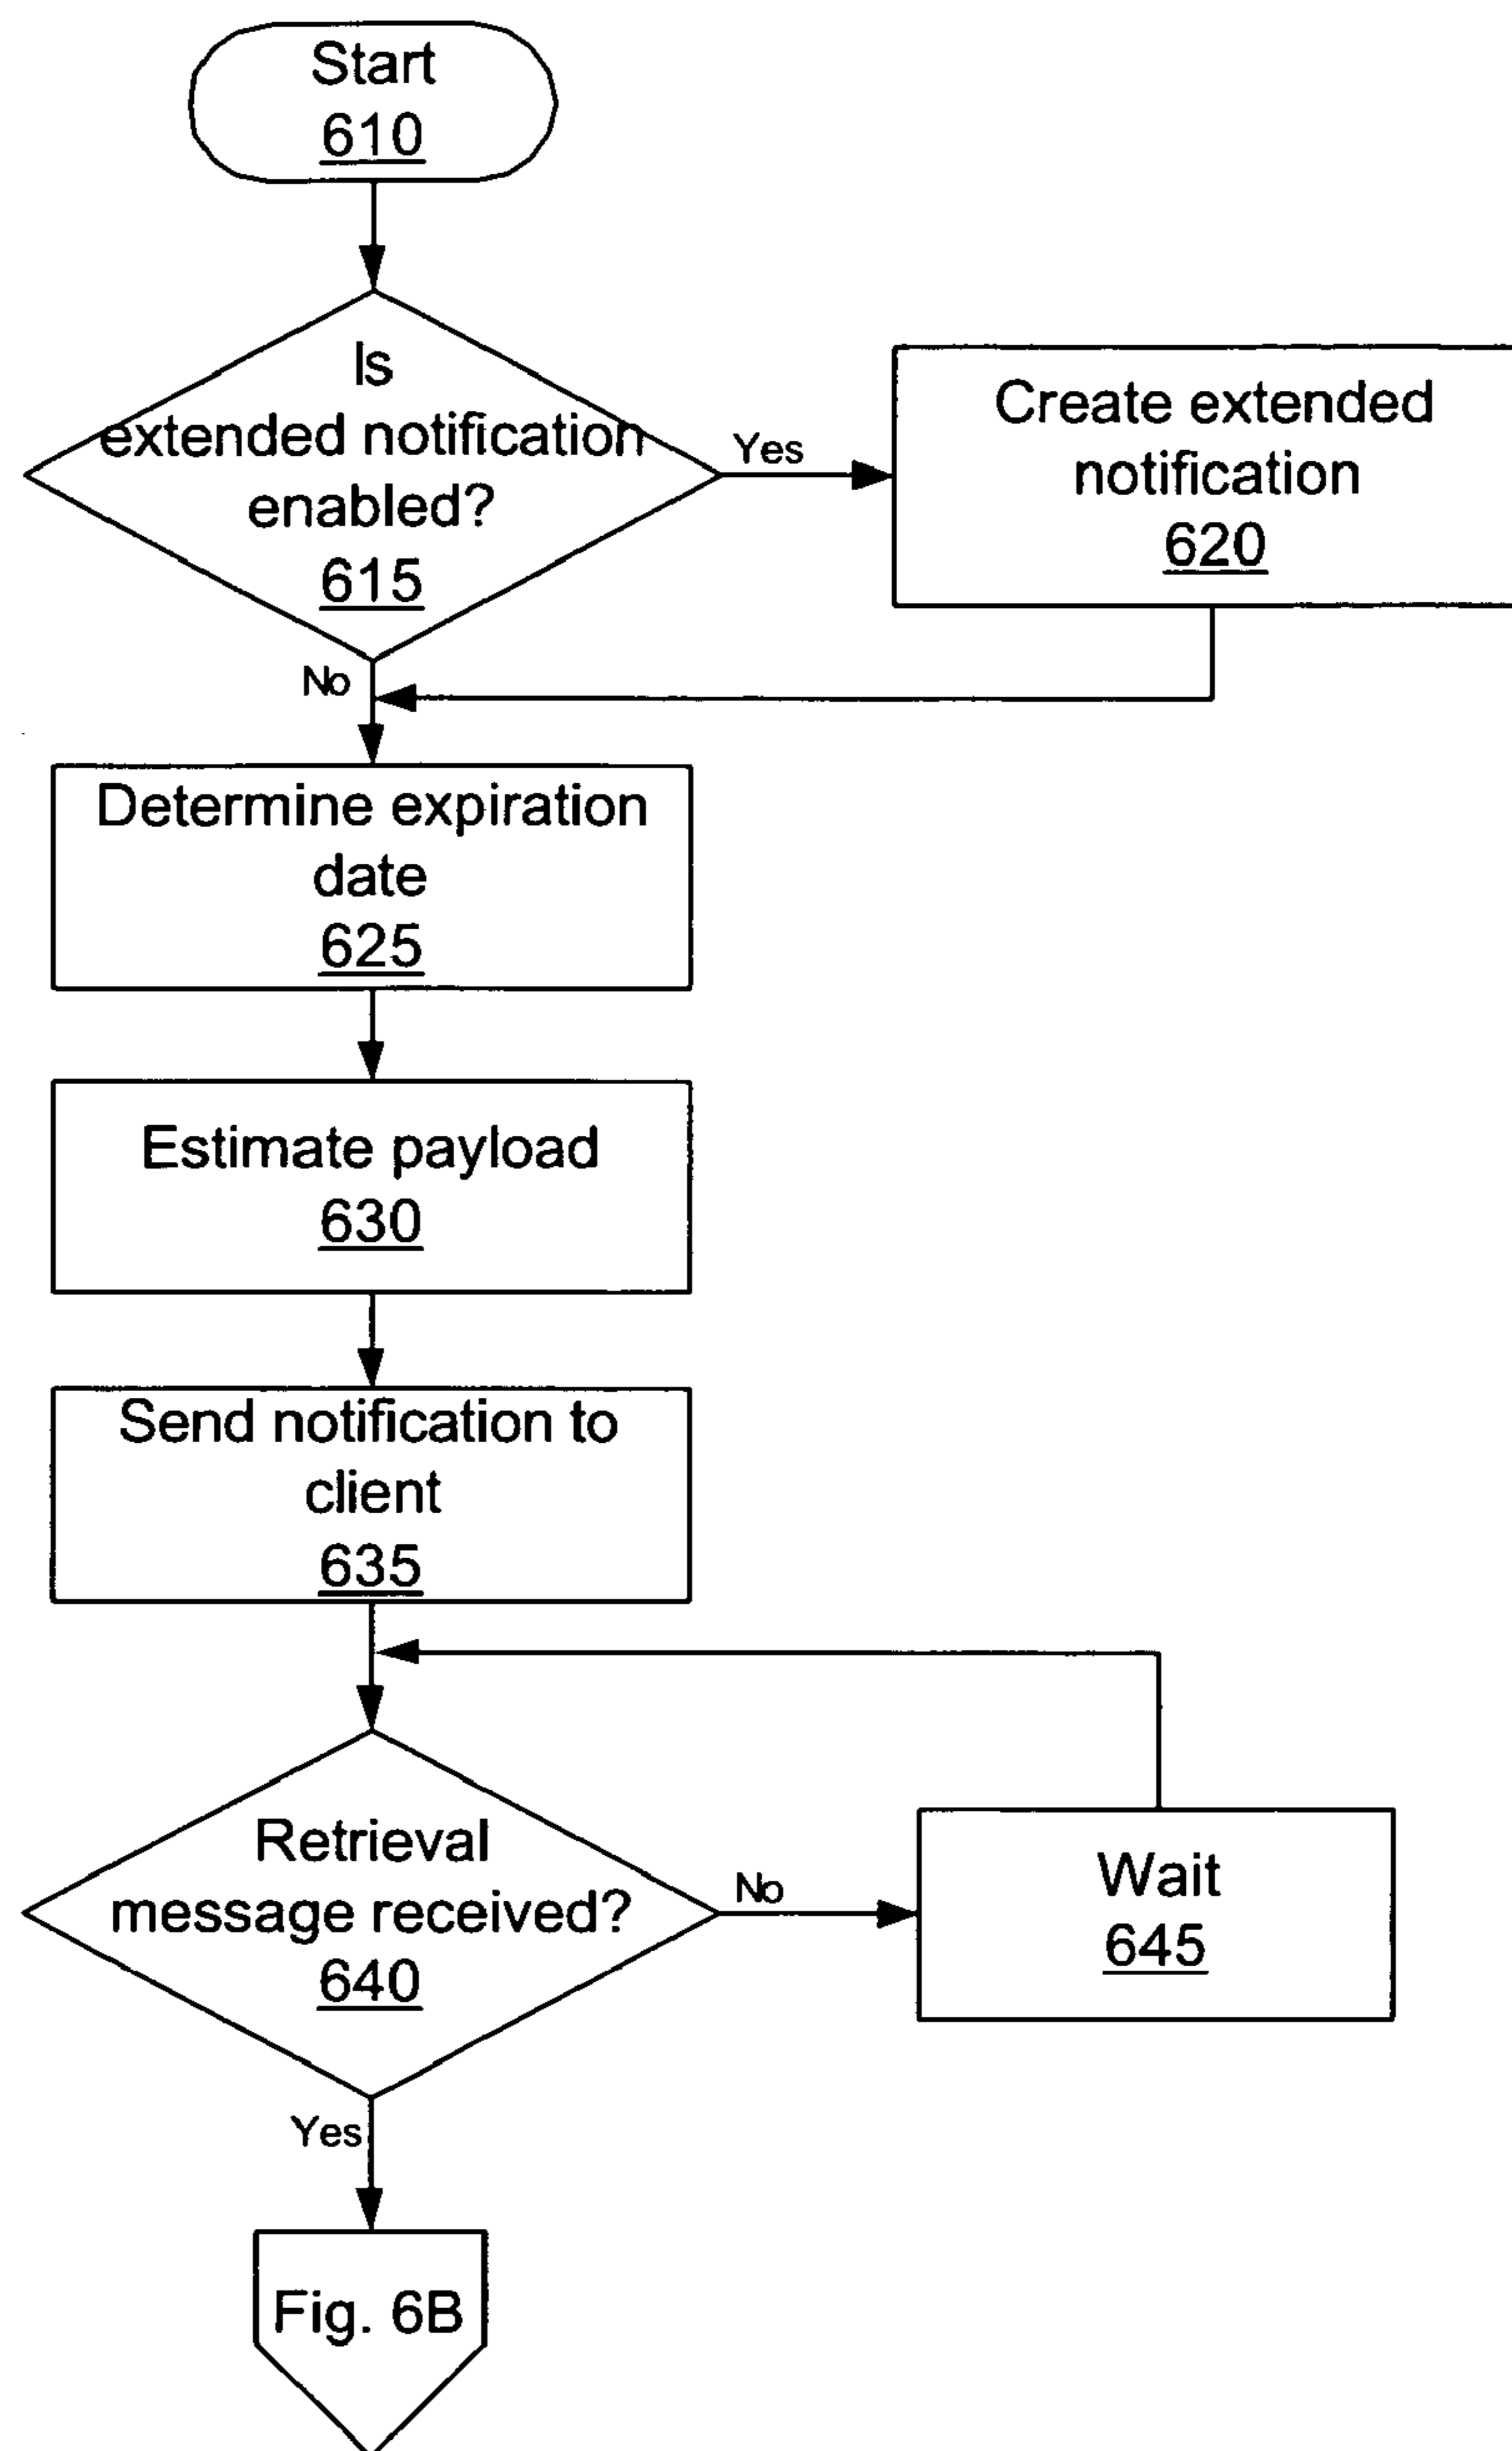 Start
610
Is
extended notification
enabled?
615
Yes
Create extended
notification
620
No
Determine expiration
date
625
Estimate payload
630
Send notification to
client
635
Retrieval
message received?
640
No
Wait
645
Yes
Fig. 6B